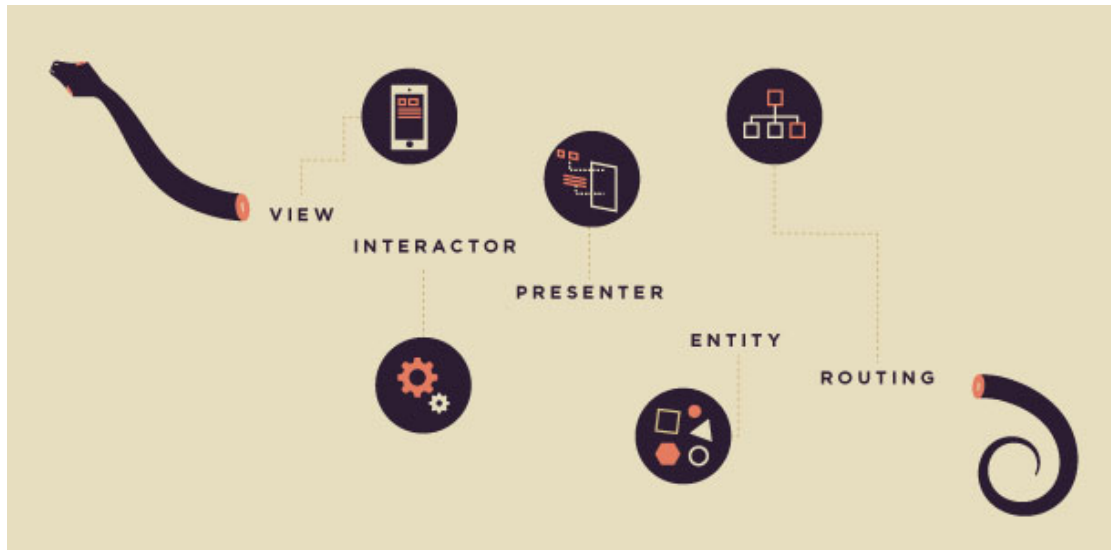 VIEW
INTERACTOR
PRESENTER
ENTITY
ROUTING